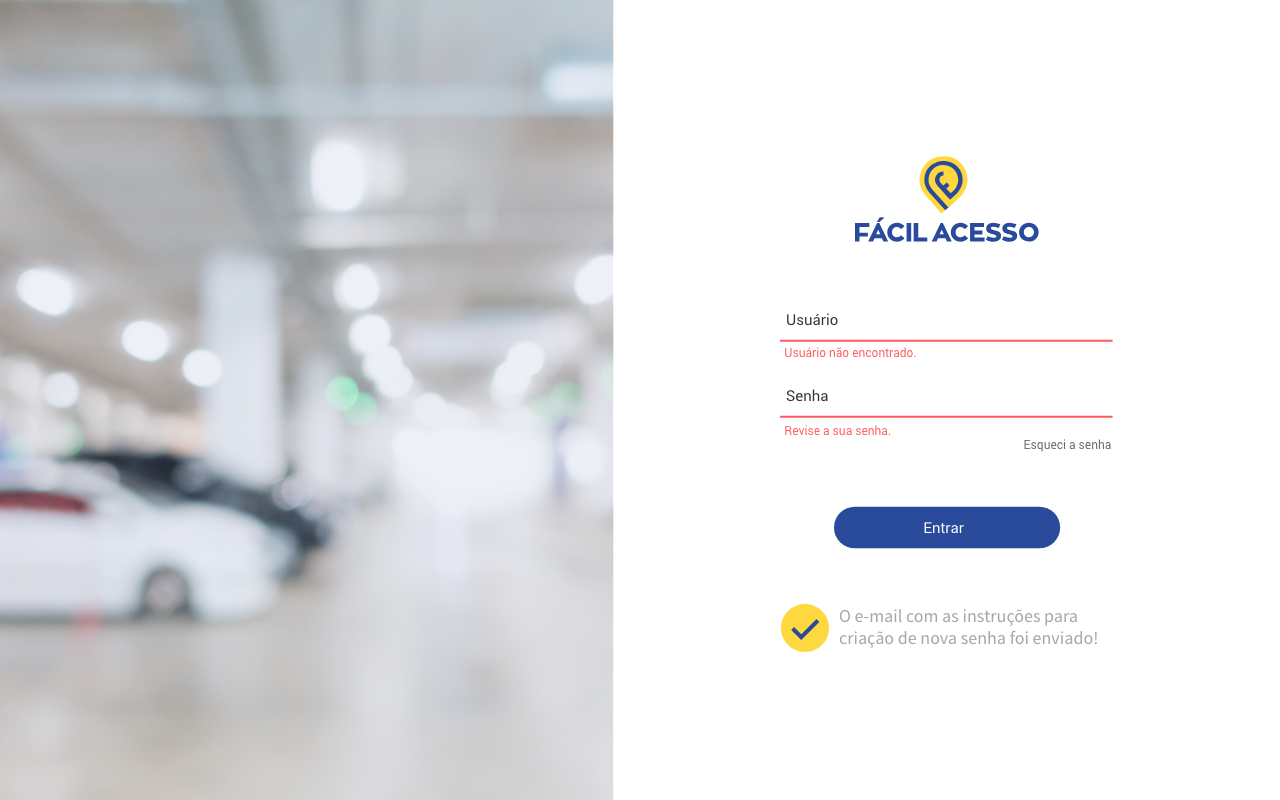 FÁCIL ACESSO
Usuário
Usuário não encontrado.
Senha
Revise a sua senha.
Esqueci a senha
Entrar
O e-mail com as instruções para
criação de nova senha foi enviado!